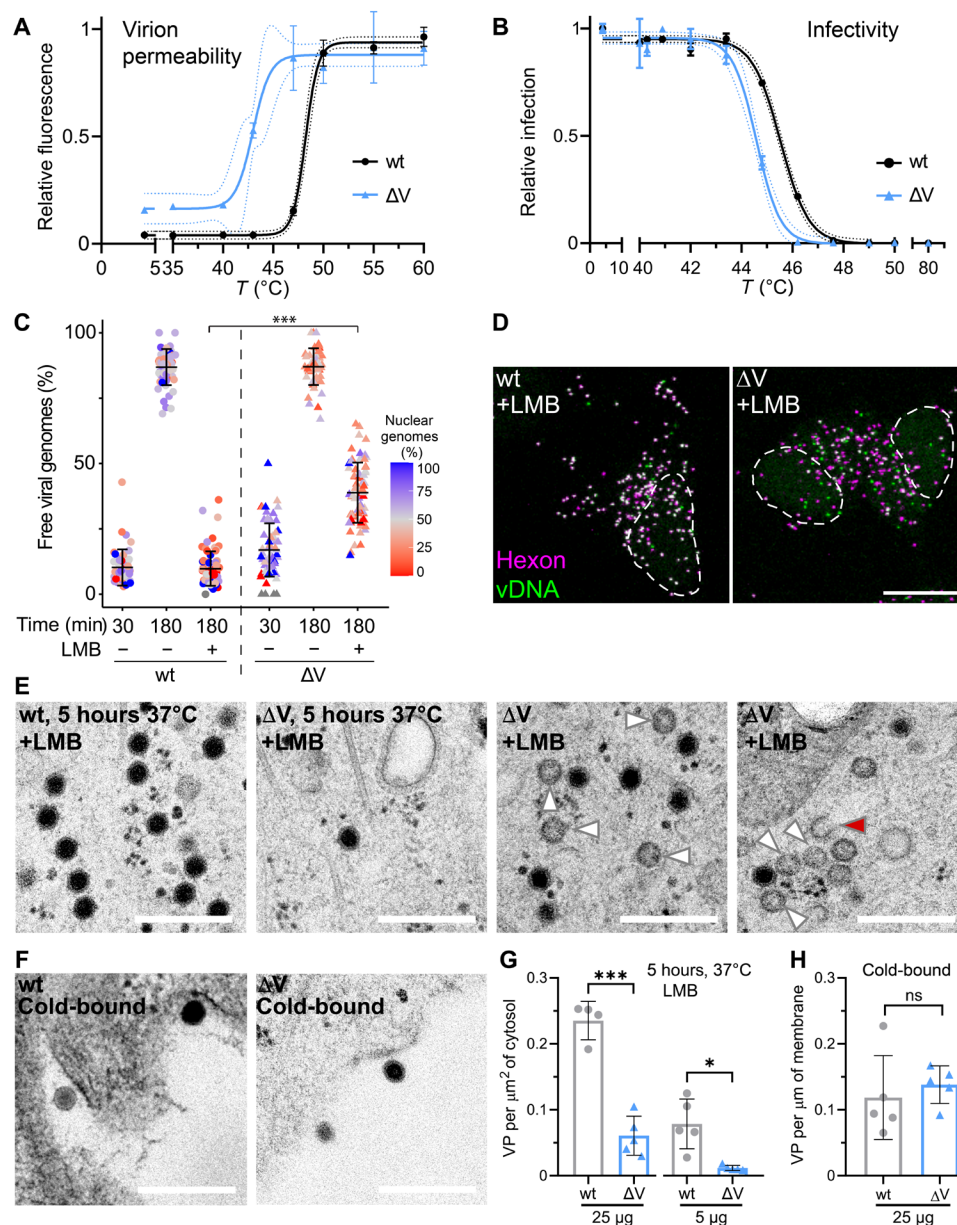 A
Virion
permeability
Relative fluorescence
1
0.5
0
wt
ΔV
0 5 35 40 45 50 55 60
T (°C)
B
Infectivity
Relative infection
1
0.5
0
wt
ΔV
0 10 40 42 44 46 48 50 80
T (°C)
C
Free viral genomes (%)
100
50
0
***
Nuclear
genomes
(%)
100
75
50
25
0
Time (min) 30 180 180 30 180 180
LMB − − + − − +
wt ΔV
D
wt
+LMB
Hexon
vDNA
ΔV
+LMB
E
wt, 5 hours 37°C
+LMB
ΔV, 5 hours 37°C
+LMB
ΔV
+LMB
ΔV
+LMB
F
wt
Cold-bound
ΔV
Cold-bound
G
5 hours, 37°C
LMB
VP per μm² of cytosol
0.3
0.2
0.1
0
***
*
wt ΔV wt ΔV
25 μg 5 μg
H
Cold-bound
VP per μm of membrane
0.3
0.2
0.1
0
ns
wt ΔV
25 μg